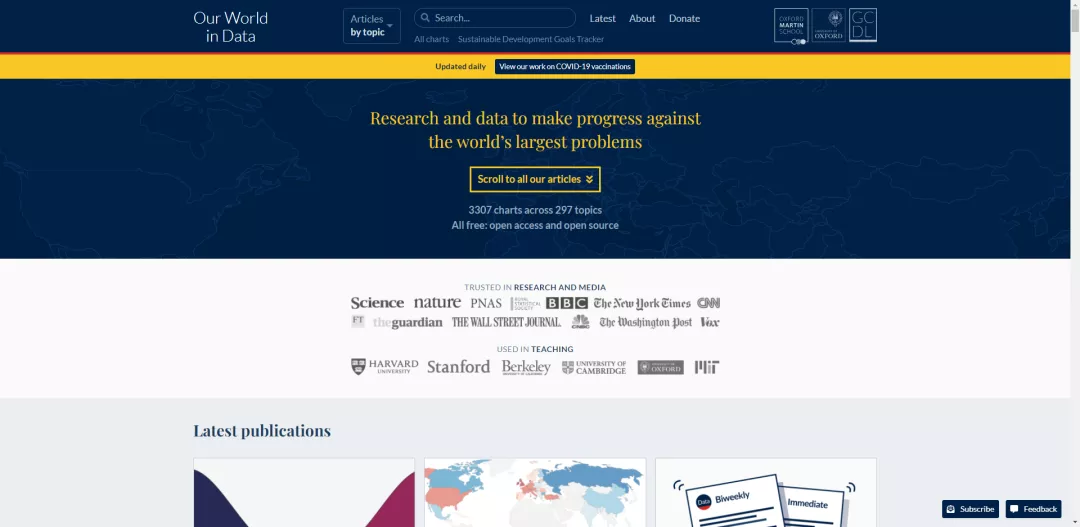 Our World
in Data
Articles
by topic
Search...
Latest About Donate
All charts Sustainable Development Goals Tracker
OXFORD
MARTIN
SCHOOL
UNIVERSITY OF
OXFORD
GC
DL
Updated daily View our work on COVID-19 vaccinations
Research and data to make progress against
the world's largest problems
Scroll to all our articles
3307 charts across 297 topics
All free: open access and open source
TRUSTED IN RESEARCH AND MEDIA
Science nature PNAS ROYAL STATISTICAL SOCIETY BBC The New York Times CNN
FT theguardian THE WALL STREET JOURNAL. CNBC The Washington Post Vox
USED IN TEACHING
HARVARD UNIVERSITY Stanford Berkeley UNIVERSITY OF CALIFORNIA UNIVERSITY OF CAMBRIDGE UNIVERSITY OF OXFORD MIT
Latest publications
Data Biweekly
Immediate
Subscribe Feedback